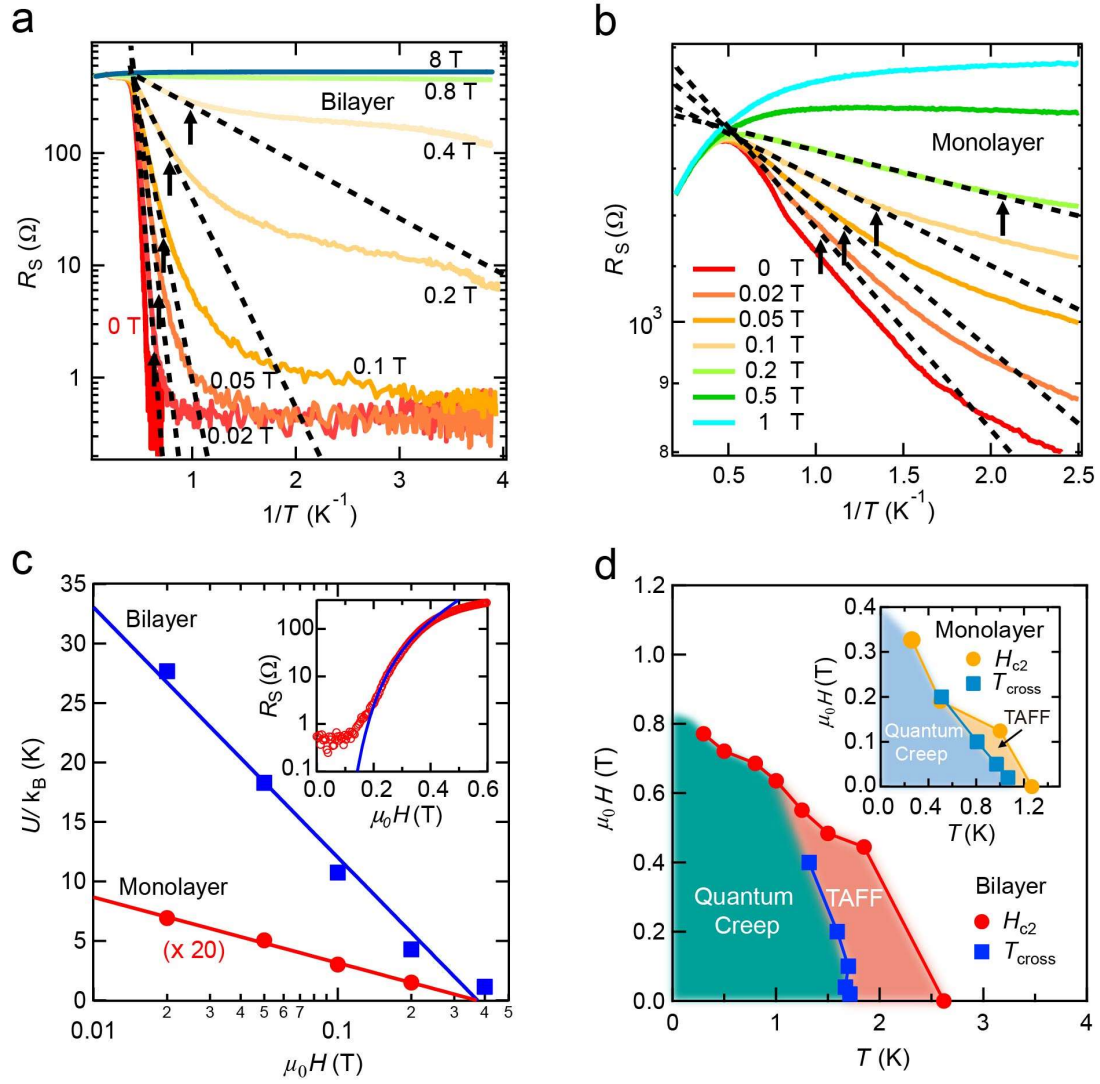 a
8 T
0.8 T
Bilayer
0.4 T
0.2 T
0 T
0.1 T
0.05 T
0.02 T
100
10
1
R_S (Ω)
1 2 3 4
1/T (K⁻¹)
b
Monolayer
0 T
0.02 T
0.05 T
0.1 T
0.2 T
0.5 T
1 T
10³
9
8
R_S (Ω)
0.5 1.0 1.5 2.0 2.5
1/T (K⁻¹)
c
35
30
25
20
15
10
5
0
U/k_B (K)
Bilayer
Monolayer
(x 20)
0.01 2 3 4 5 6 7 0.1 2 3 4 5
μ₀H (T)
100
10
1
0.1
R_S (Ω)
0.0 0.2 0.4 0.6
μ₀H (T)
d
1.2
1.0
0.8
0.6
0.4
0.2
0.0
μ₀H (T)
Quantum
Creep
TAFF
Bilayer
H_c2
T_cross
0 1 2 3 4
T (K)
0.4
0.3
0.2
0.1
0.0
μ₀H (T)
Monolayer
H_c2
T_cross
TAFF
Quantum
Creep
0.0 0.4 0.8 1.2
T (K)